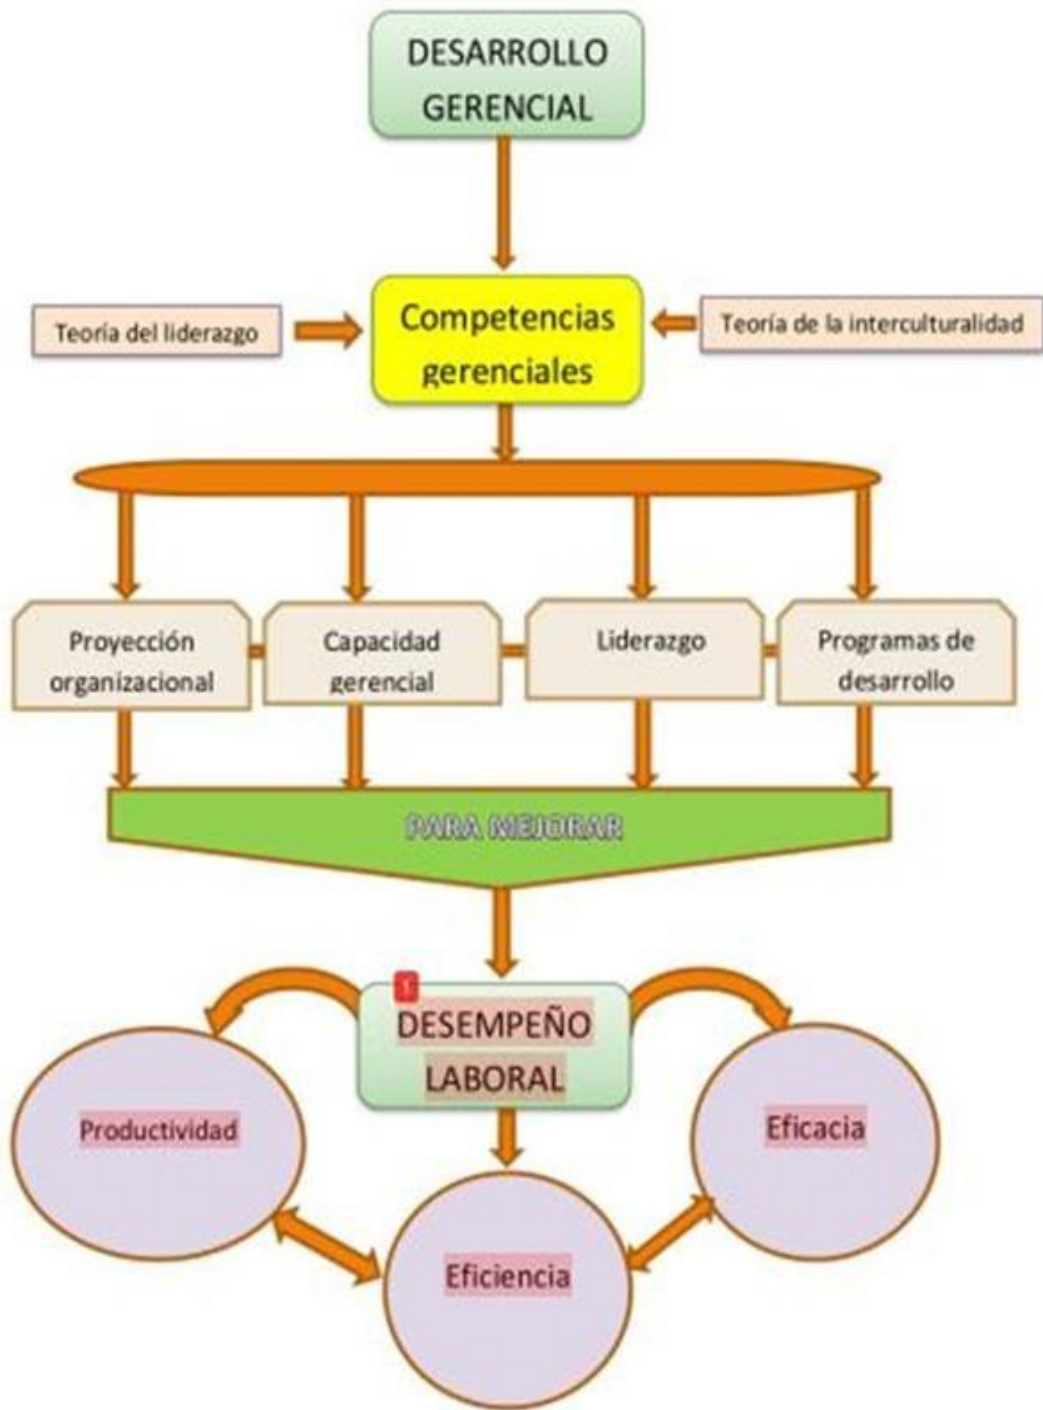 DESARROLLO
GERENCIAL
Teoría del liderazgo
Competencias
gerenciales
Teoría de la interculturalidad
Proyección
organizacional
Capacidad
gerencial
Liderazgo
Programas de
desarrollo
PARA MEJORAR
1
DESEMPEÑO
LABORAL
Productividad
Eficacia
Eficiencia